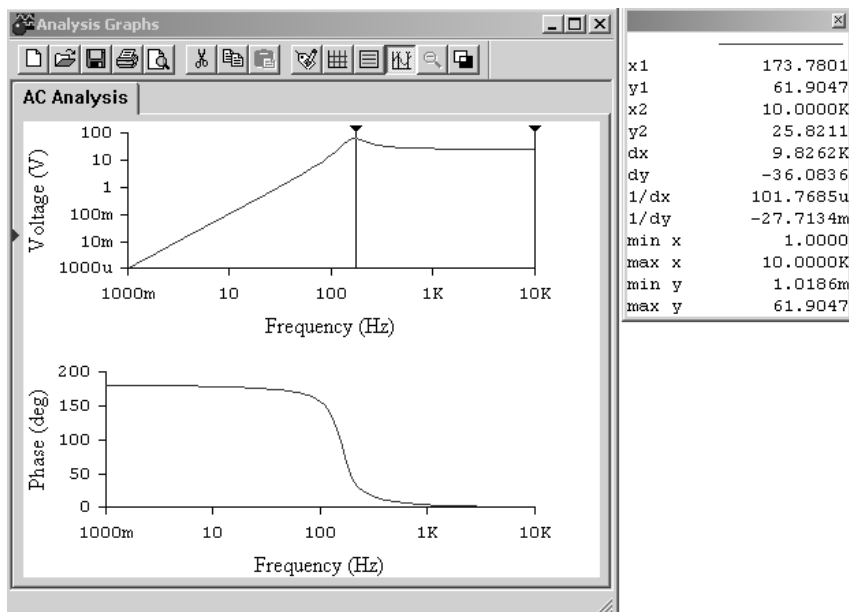 Analysis Graphs
AC Analysis
Voltage (V)
100
10
1
100m
10m
1000u
1000m 10 100 1K 10K
Frequency (Hz)
Phase (deg)
200
150
100
50
0
1000m 10 100 1K 10K
Frequency (Hz)
x1 173.7801
y1 61.9047
x2 10.0000K
y2 25.8211
dx 9.8262K
dy -36.0836
1/dx 101.7685u
1/dy -27.7134m
min x 1.0000
max x 10.0000K
min y 1.0186m
max y 61.9047